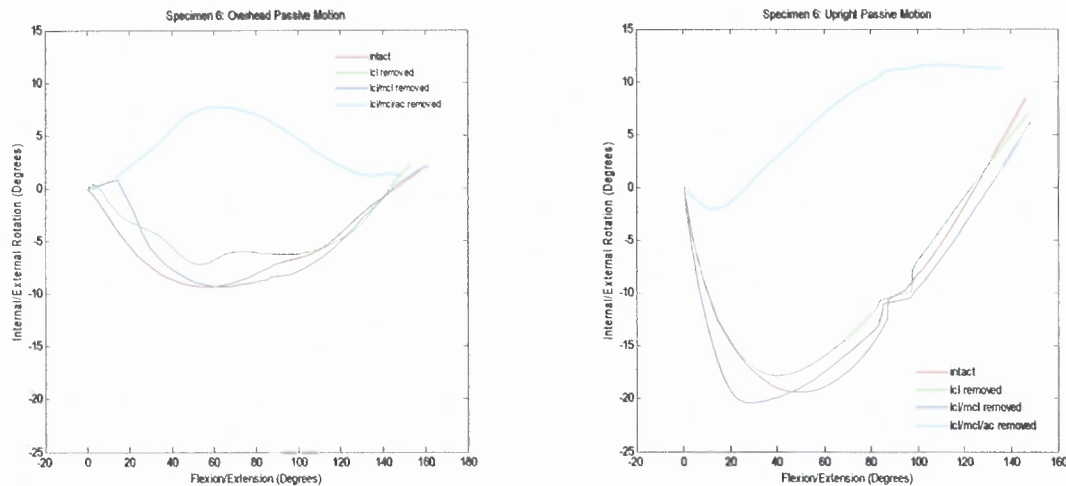 Specimen 6: Overhead Passive Motion
15
10
5
0
-5
-10
-15
-20
-25
Internal/External Rotation (Degrees)
intact
lcl removed
lcl/mcl removed
lcl/mcl/ac removed
-20 0 20 40 60 80 100 120 140 160 180
Flexion/Extension (Degrees)
Specimen 6: Upright Passive Motion
15
10
5
0
-5
-10
-15
-20
-25
Internal/External Rotation (Degrees)
intact
lcl removed
lcl/mcl removed
lcl/mcl/ac removed
-20 0 20 40 60 80 100 120 140 160
Flexion/Extension (Degrees)